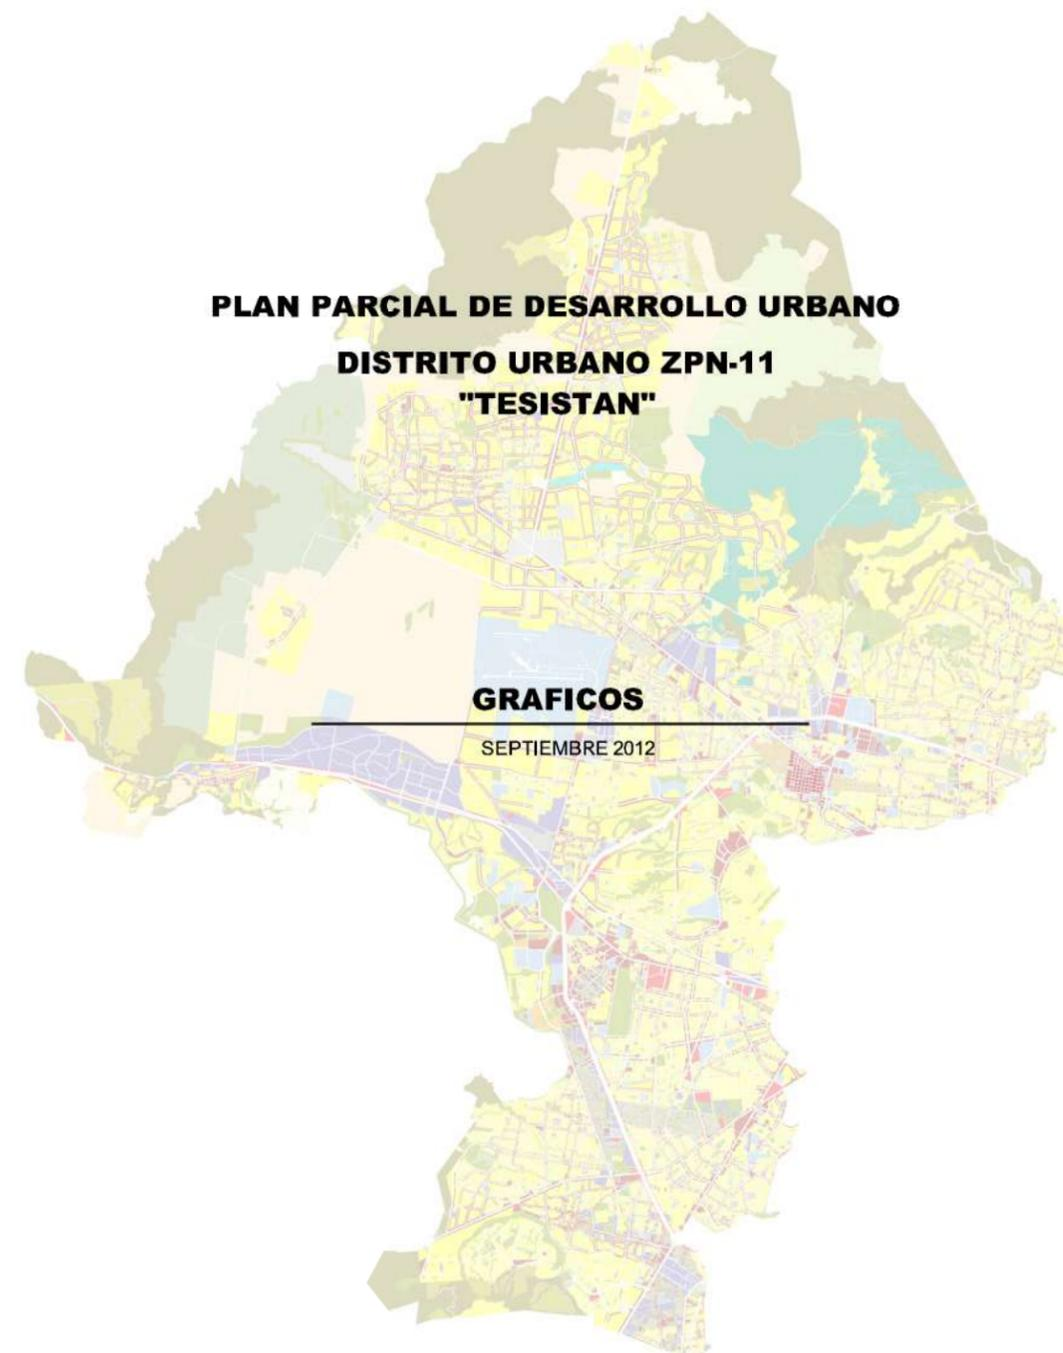 PLAN PARCIAL DE DESARROLLO URBANO
DISTRITO URBANO ZPN-11
"TESISTAN"
GRAFICOS
SEPTIEMBRE 2012